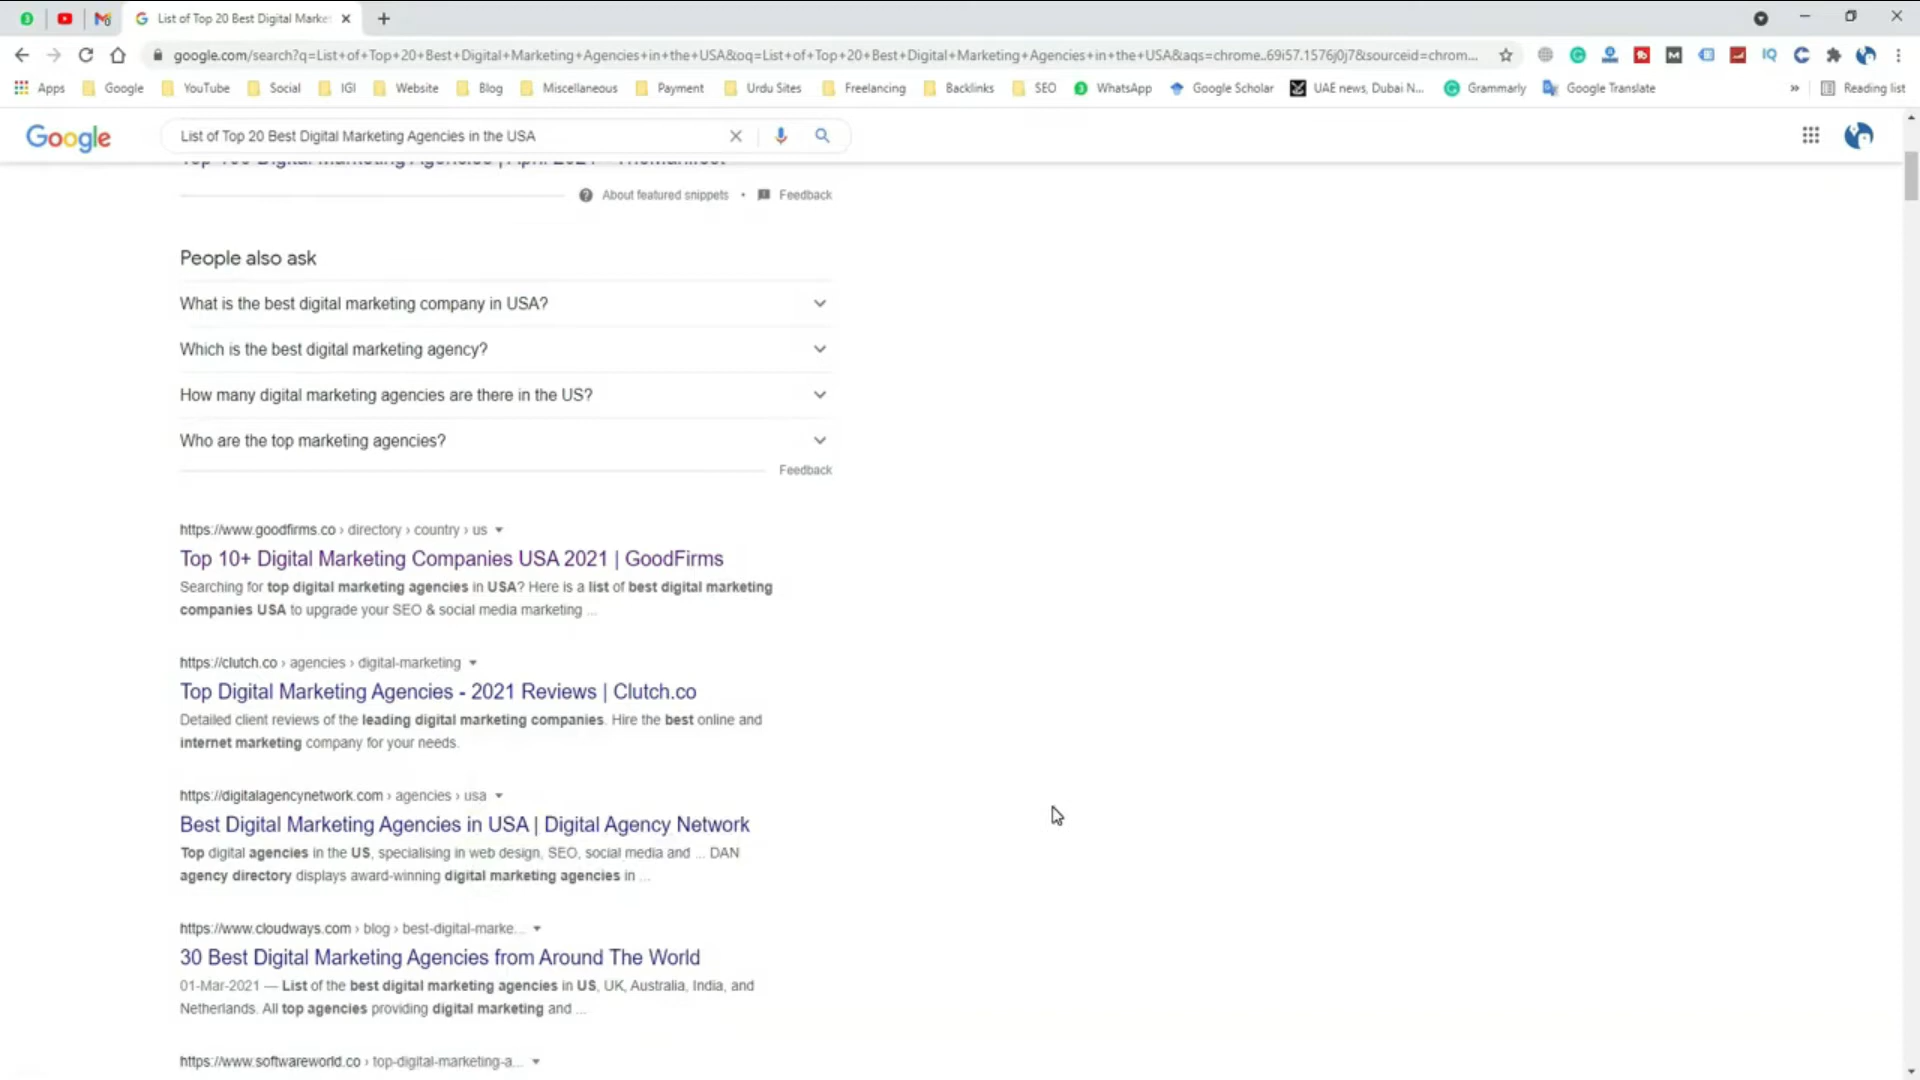 List of Top 20 Best Digital Marke
google.com/search?q=List+of+Top+20+Best+Digital+Marketing+Agencies+in+the+USA&oq=List+of+Top+20+Best+Digital+Marketing+Agencies+in+the+USA&aqs=chrome..69i57.1576j0j7&sourceid=chrom...
Apps Google YouTube Social IGI Website Blog Miscellaneous Payment Urdu Sites Freelancing Backlinks SEO WhatsApp Google Scholar UAE news, Dubai N... Grammarly Google Translate » Reading list
Google List of Top 20 Best Digital Marketing Agencies in the USA
Top 100 Digital Marketing Agencies | April 2021 - TheManifest
About featured snippets • Feedback
People also ask
What is the best digital marketing company in USA?
Which is the best digital marketing agency?
How many digital marketing agencies are there in the US?
Who are the top marketing agencies?
Feedback
https://www.goodfirms.co › directory › country › us
Top 10+ Digital Marketing Companies USA 2021 | GoodFirms
Searching for top digital marketing agencies in USA? Here is a list of best digital marketing
companies USA to upgrade your SEO & social media marketing ...
https://clutch.co › agencies › digital-marketing
Top Digital Marketing Agencies - 2021 Reviews | Clutch.co
Detailed client reviews of the leading digital marketing companies. Hire the best online and
internet marketing company for your needs.
https://digitalagencynetwork.com › agencies › usa
Best Digital Marketing Agencies in USA | Digital Agency Network
Top digital agencies in the US, specialising in web design, SEO, social media and ... DAN
agency directory displays award-winning digital marketing agencies in ...
https://www.cloudways.com › blog › best-digital-marke...
30 Best Digital Marketing Agencies from Around The World
01-Mar-2021 — List of the best digital marketing agencies in US, UK, Australia, India, and
Netherlands. All top agencies providing digital marketing and ...
https://www.softwareworld.co › top-digital-marketing-a...